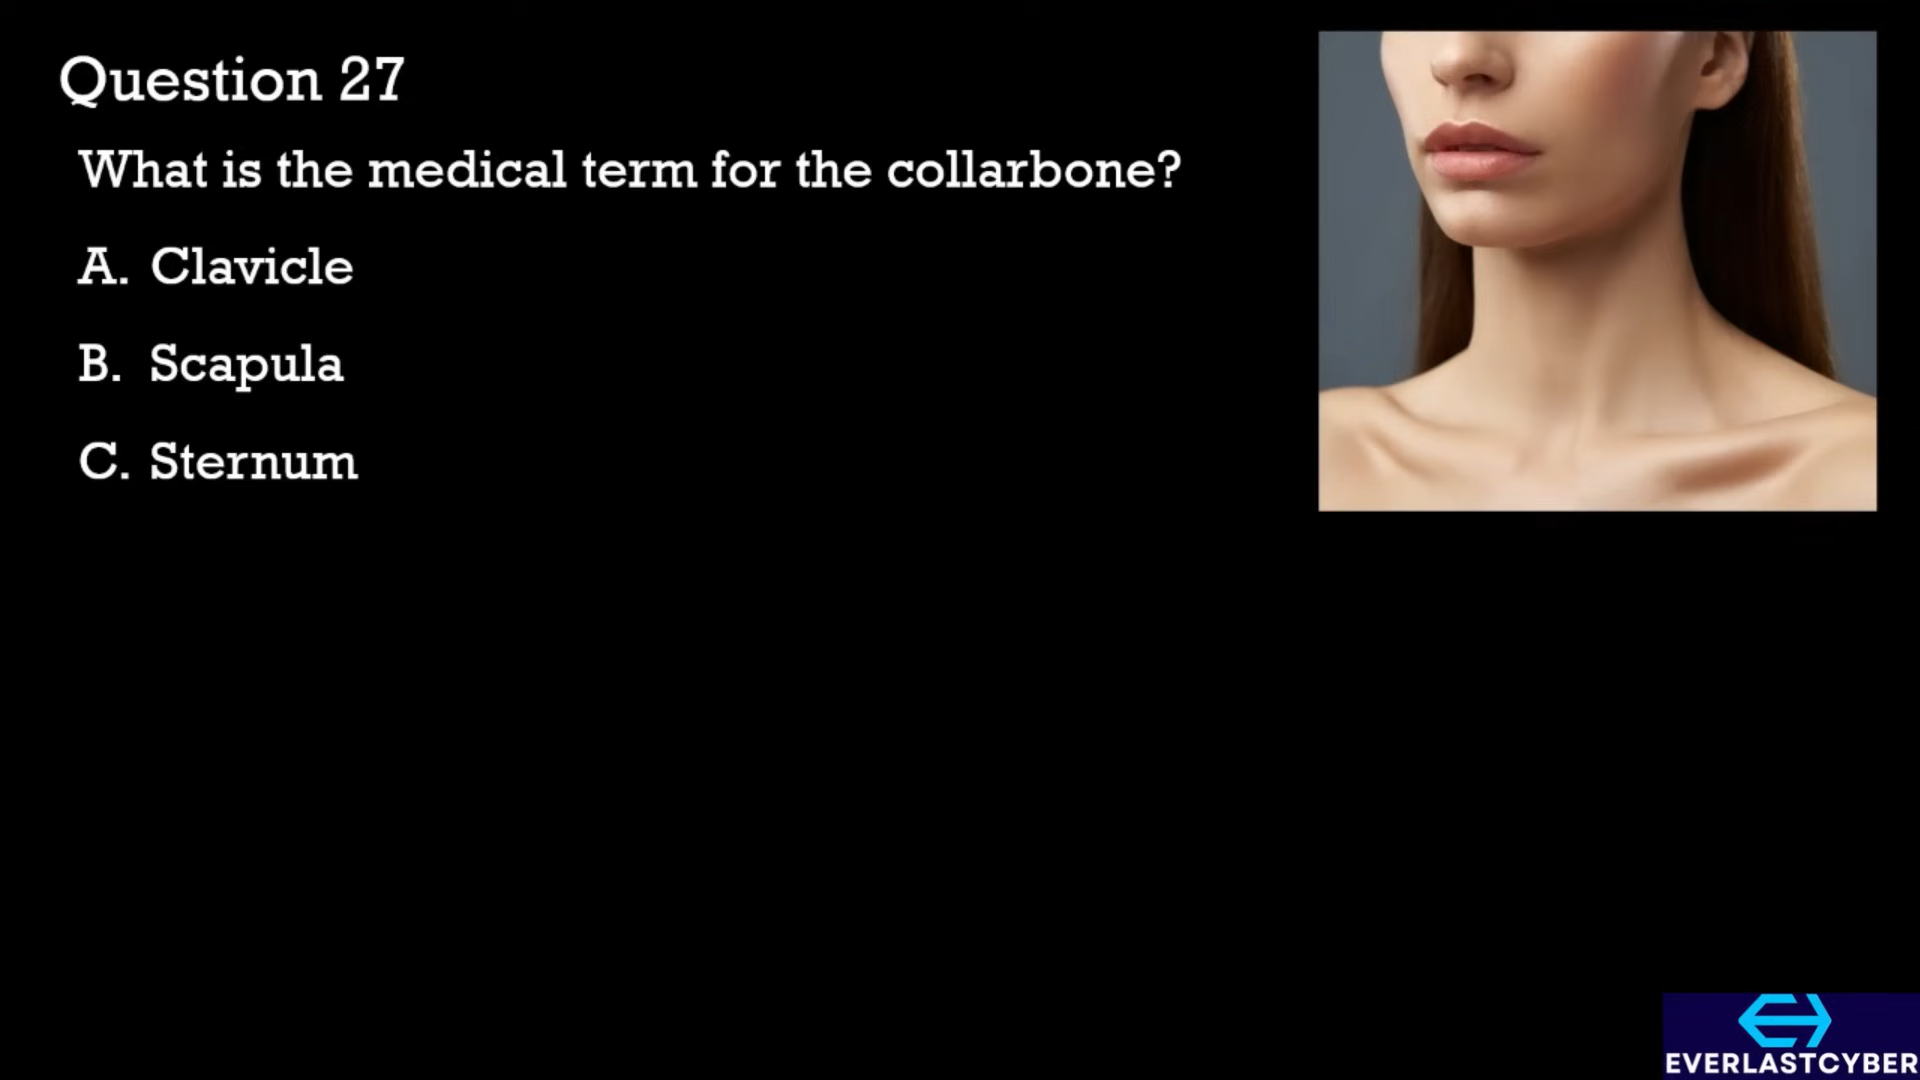 Question 27
What is the medical term for the collarbone?
A. Clavicle
B. Scapula
C. Sternum
EVERLASTCYBER